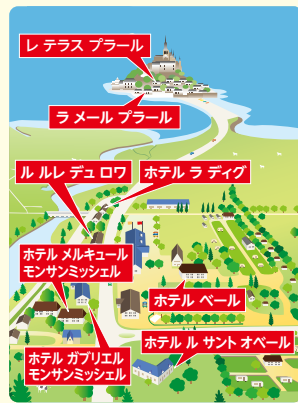 レ テラス プラール
ラ メール プラール
ル ルレ デュ ロワ
ホテル ラ ディグ
ホテル メルキュール
モンサンミッシェル
ホテル ベール
ホテル ガブリエル
モンサンミッシェル
ホテル ル サント オベール